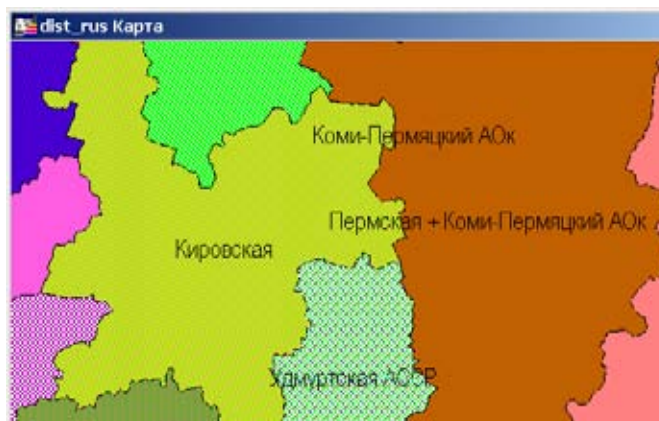 dist_rus Карта
Коми-Пермяцкий АОк
Пермская + Коми-Пермяцкий АОк
Кировская
Удмуртская АССР